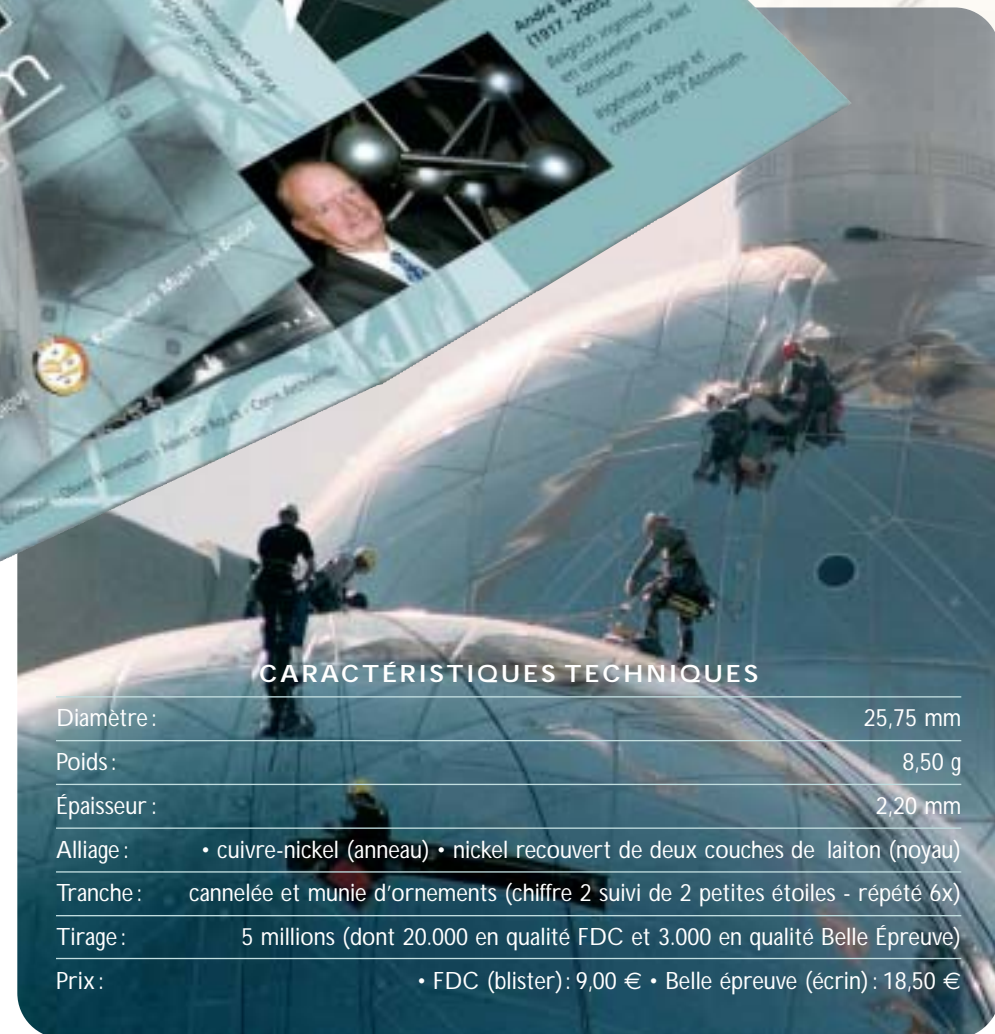 (1917 - 2005)
Belgisch ingenieur
en ontwerper van het
Atomium.
Ingénieur belge et
créateur de l'Atomium.
CARACTÉRISTIQUES TECHNIQUES
Diamètre : 25,75 mm
Poids : 8,50 g
Épaisseur : 2,20 mm
Alliage : • cuivre-nickel (anneau) • nickel recouvert de deux couches de laiton (noyau)
Tranche : cannelée et munie d'ornements (chiffre 2 suivi de 2 petites étoiles - répété 6x)
Tirage : 5 millions (dont 20.000 en qualité FDC et 3.000 en qualité Belle Épreuve)
Prix : • FDC (blister) : 9,00 € • Belle épreuve (écrin) : 18,50 €